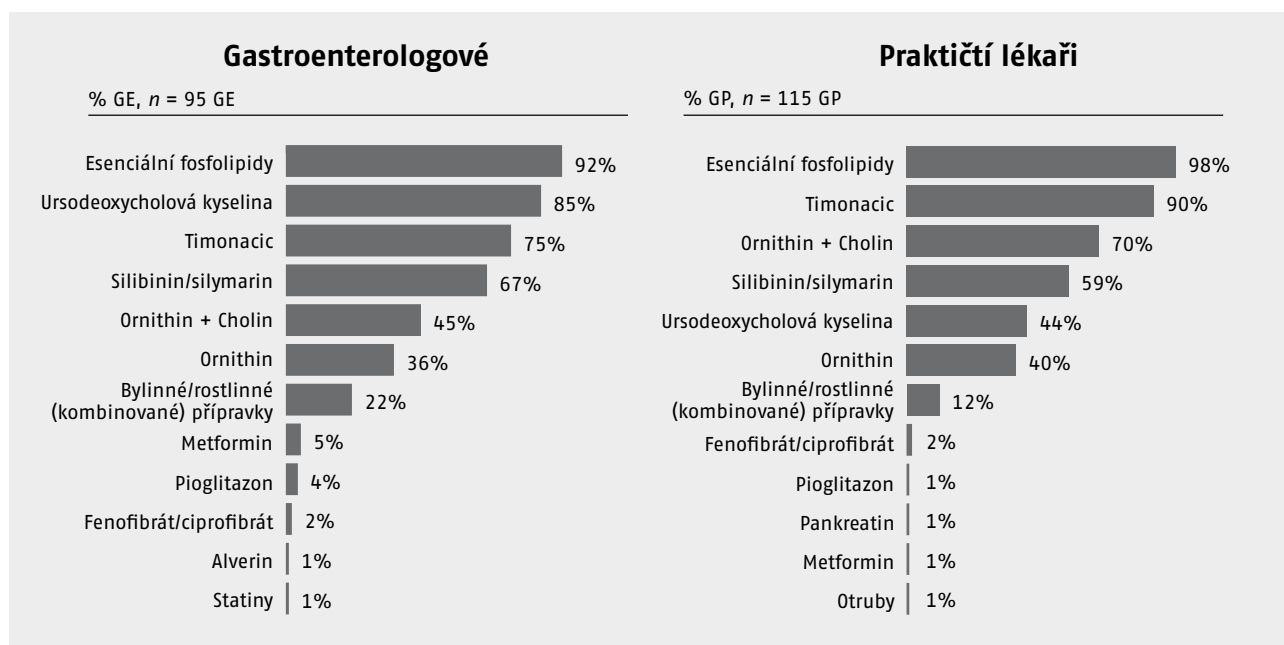 Gastroenterologové
% GE, n = 95 GE
Esenciální fosfolipidy 92%
Ursodeoxycholová kyselina 85%
Timonacic 75%
Silibinin/silymarin 67%
Ornithin + Cholin 45%
Ornithin 36%
Bylinné/rostlinné
(kombinované) přípravky 22%
Metformin 5%
Pioglitazon 4%
Fenofibrát/ciprofibrát 2%
Alverin 1%
Statiny 1%
Praktičtí lékaři
% GP, n = 115 GP
Esenciální fosfolipidy 98%
Timonacic 90%
Ornithin + Cholin 70%
Silibinin/silymarin 59%
Ursodeoxycholová kyselina 44%
Ornithin 40%
Bylinné/rostlinné
(kombinované) přípravky 12%
Fenofibrát/ciprofibrát 2%
Pioglitazon 1%
Pankreatin 1%
Metformin 1%
Otruby 1%